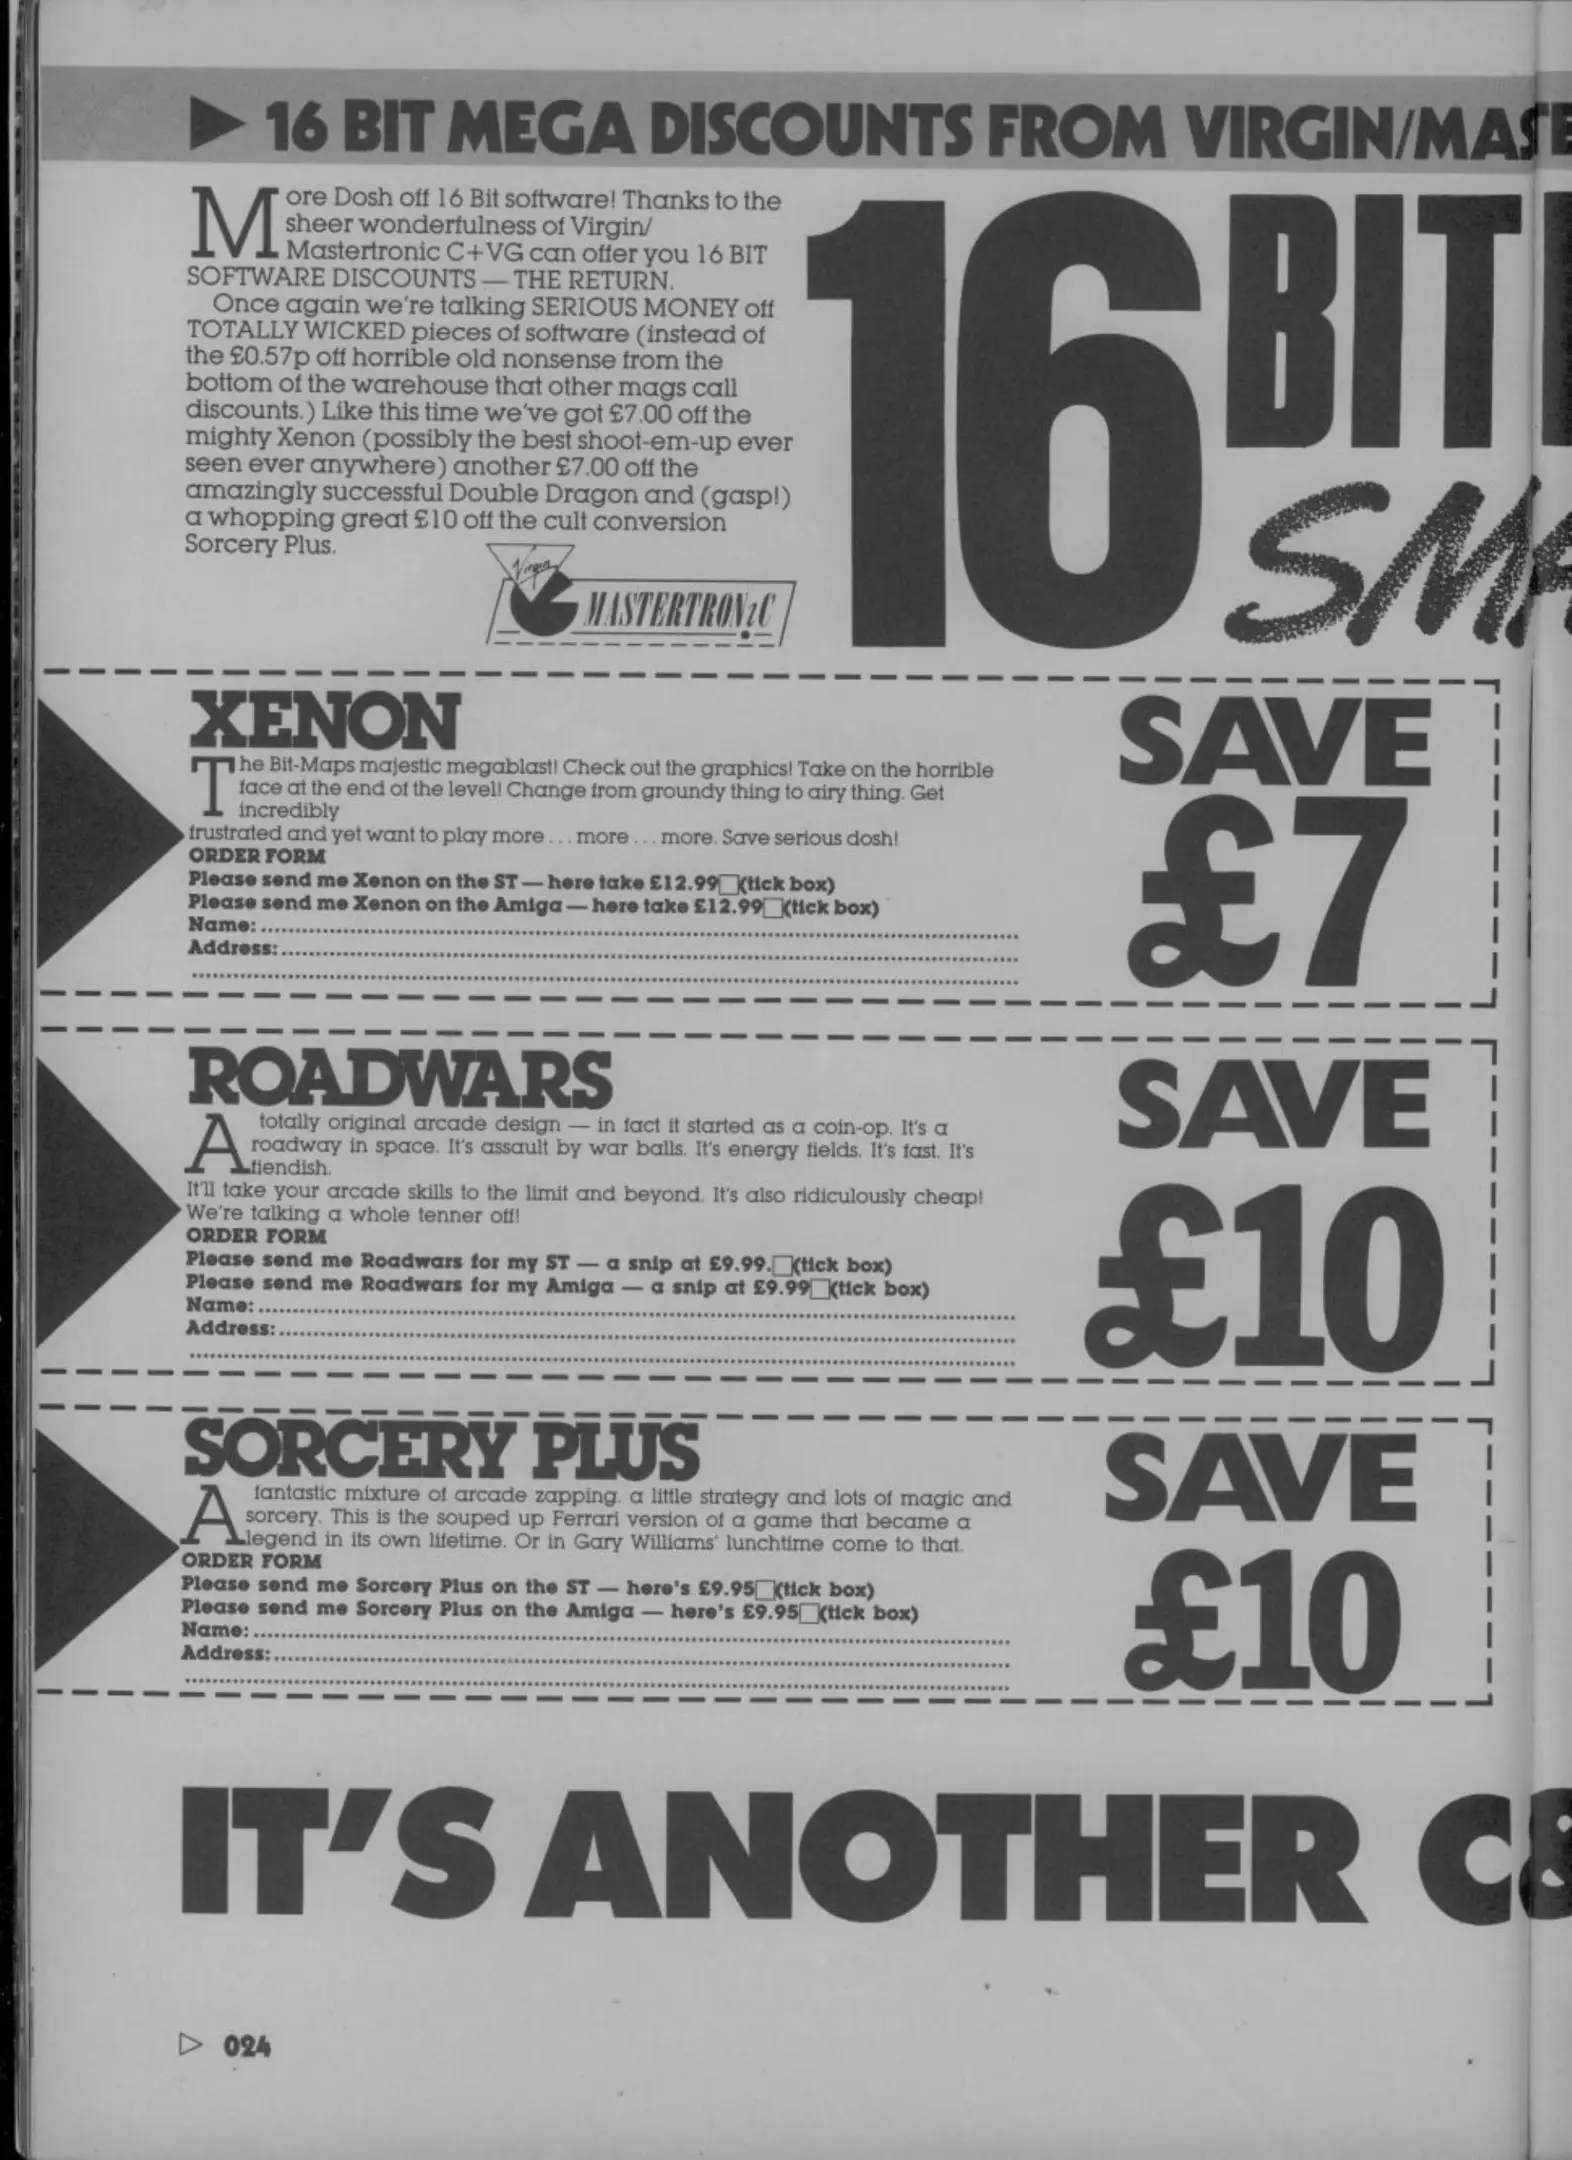 16 BIT MEGA DISCOUNTS FROM VIRGIN/MASTE
More Dosh off 16 Bit software! Thanks to the
sheer wonderfulness of Virgin/
Mastertronic C+VG can offer you 16 BIT
SOFTWARE DISCOUNTS — THE RETURN.
Once again we're talking SERIOUS MONEY off
TOTALLY WICKED pieces of software (instead of
the £0.57p off horrible old nonsense from the
bottom of the warehouse that other mags call
discounts.) Like this time we've got £7.00 off the
mighty Xenon (possibly the best shoot-em-up ever
seen ever anywhere) another £7.00 off the
amazingly successful Double Dragon and (gasp!)
a whopping great £10 off the cult conversion
Sorcery Plus.
Virgin
MASTERTRONiC
16 BIT
SMA
XENON
The Bit-Maps majestic megablast! Check out the graphics! Take on the horrible
face at the end of the level! Change from groundy thing to airy thing. Get
incredibly
frustrated and yet want to play more . . . more . . . more. Save serious dosh!
ORDER FORM
Please send me Xenon on the ST — here take £12.99 (tick box)
Please send me Xenon on the Amiga — here take £12.99 (tick box)
Name:
Address:
SAVE
£7
ROADWARS
A totally original arcade design — in fact it started as a coin-op. It's a
roadway in space. It's assault by war balls. It's energy fields. It's fast. It's
fiendish.
It'll take your arcade skills to the limit and beyond. It's also ridiculously cheap!
We're talking a whole tenner off!
ORDER FORM
Please send me Roadwars for my ST — a snip at £9.99. (tick box)
Please send me Roadwars for my Amiga — a snip at £9.99 (tick box)
Name:
Address:
SAVE
£10
SORCERY PLUS
A fantastic mixture of arcade zapping, a little strategy and lots of magic and
sorcery. This is the souped up Ferrari version of a game that became a
legend in its own lifetime. Or in Gary Williams' lunchtime come to that.
ORDER FORM
Please send me Sorcery Plus on the ST — here's £9.95 (tick box)
Please send me Sorcery Plus on the Amiga — here's £9.95 (tick box)
Name:
Address:
SAVE
£10
IT'S ANOTHER C&
024